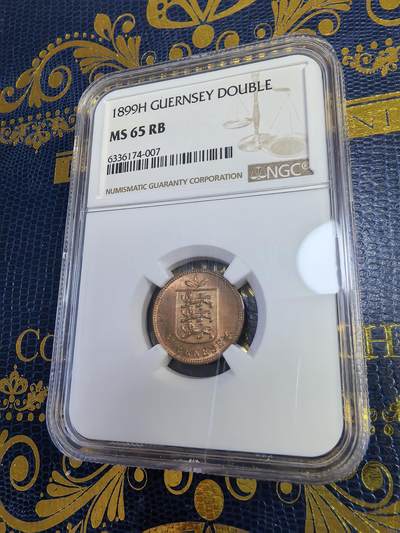 1899H GUERNSEY DOUBLE
MS 65 RB
6336174-007
NUMISMATIC GUARANTY CORPORATION
NGC